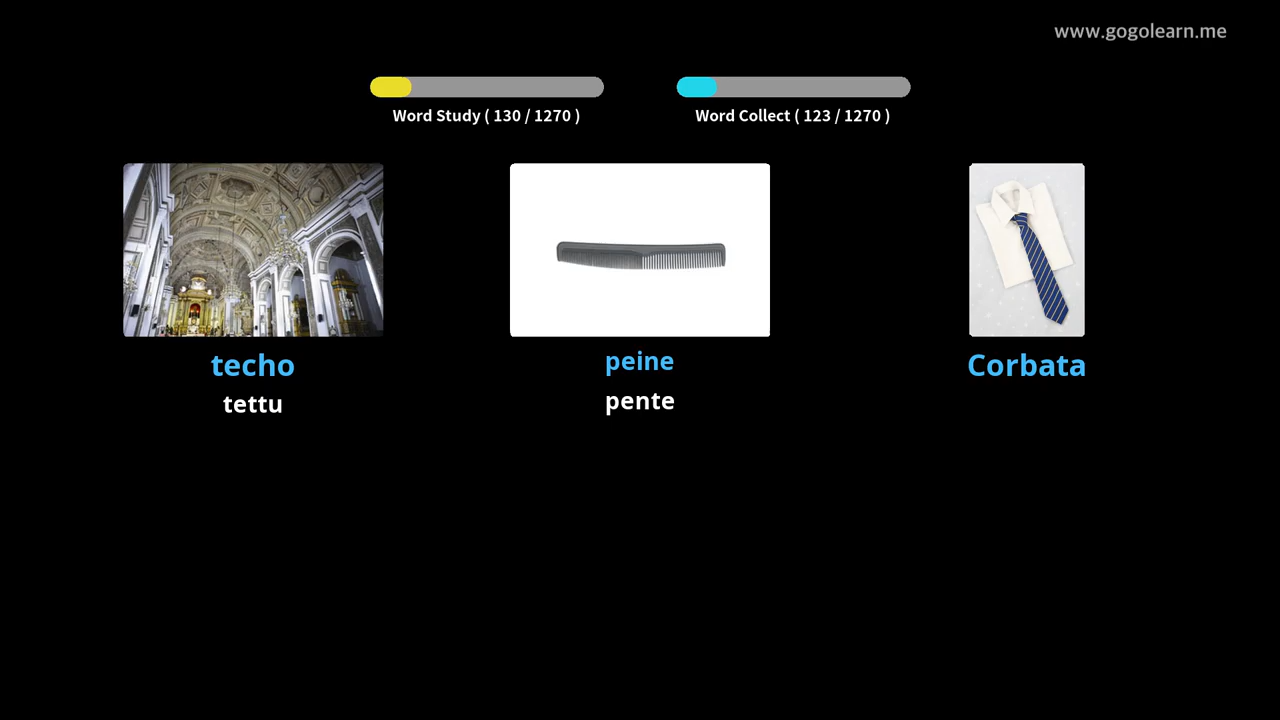 www.gogolearn.me
Word Study ( 130 / 1270 )
Word Collect ( 123 / 1270 )
techo
tettu
peine
pente
Corbata